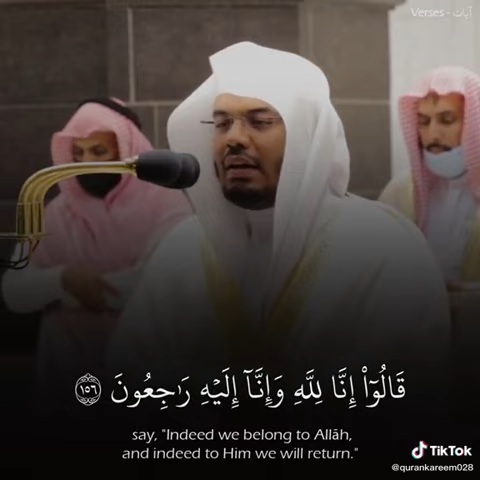 Verses - آيات
قَالُوٓا۟ إِنَّا لِلَّهِ وَإِنَّآ إِلَيْهِ رَٰجِعُونَ ١٥٦
say, "Indeed we belong to Allāh,
and indeed to Him we will return."
TikTok
@qurankareem028